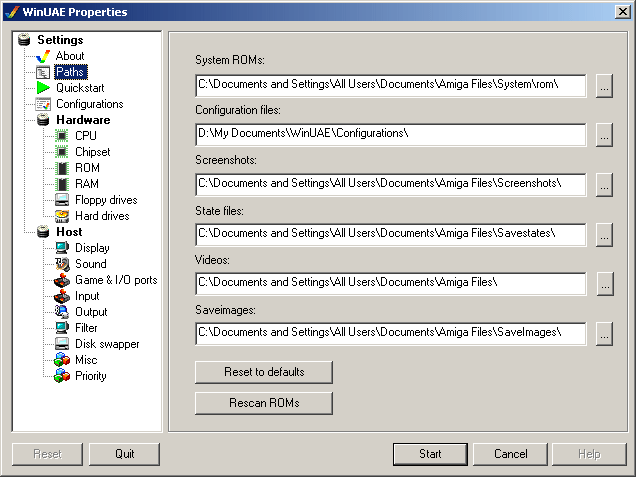 WinUAE Properties
Settings
About
Paths
Quickstart
Configurations
Hardware
CPU
Chipset
ROM
RAM
Floppy drives
Hard drives
Host
Display
Sound
Game & I/O ports
Input
Output
Filter
Disk swapper
Misc
Priority
System ROMs:
C:\Documents and Settings\All Users\Documents\Amiga Files\System\rom\
...
Configuration files:
D:\My Documents\WinUAE\Configurations\
...
Screenshots:
C:\Documents and Settings\All Users\Documents\Amiga Files\Screenshots\
...
State files:
C:\Documents and Settings\All Users\Documents\Amiga Files\Savestates\
...
Videos:
C:\Documents and Settings\All Users\Documents\Amiga Files\
...
Saveimages:
C:\Documents and Settings\All Users\Documents\Amiga Files\SaveImages\
...
Reset to defaults
Rescan ROMs
Reset Quit Start Cancel Help